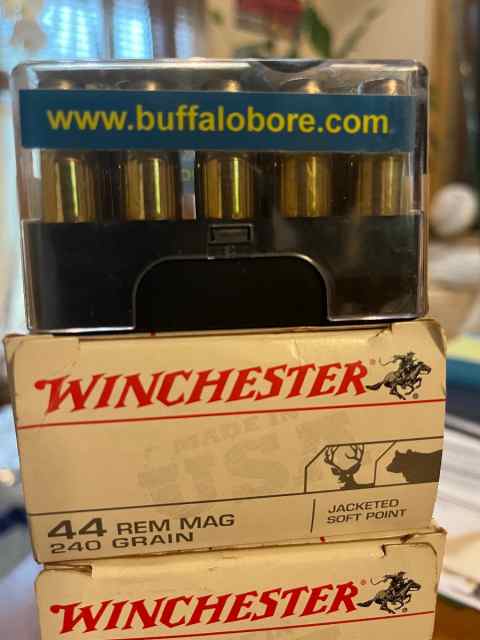 www.buffalobore.com
WINCHESTER®
MADE IN
USA
44 REM MAG
240 GRAIN
JACKETED
SOFT POINT
WINCHESTER®